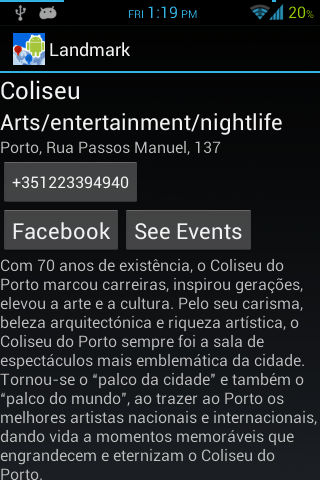 FRI 1:19 PM 20%
Landmark
Coliseu
Arts/entertainment/nightlife
Porto, Rua Passos Manuel, 137
+351223394940
Facebook See Events
Com 70 anos de existência, o Coliseu do
Porto marcou carreiras, inspirou gerações,
elevou a arte e a cultura. Pelo seu carisma,
beleza arquitectónica e riqueza artística, o
Coliseu do Porto sempre foi a sala de
espectáculos mais emblemática da cidade.
Tornou-se o “palco da cidade” e também o
“palco do mundo”, ao trazer ao Porto os
melhores artistas nacionais e internacionais,
dando vida a momentos memoráveis que
engrandecem e eternizam o Coliseu do
Porto.